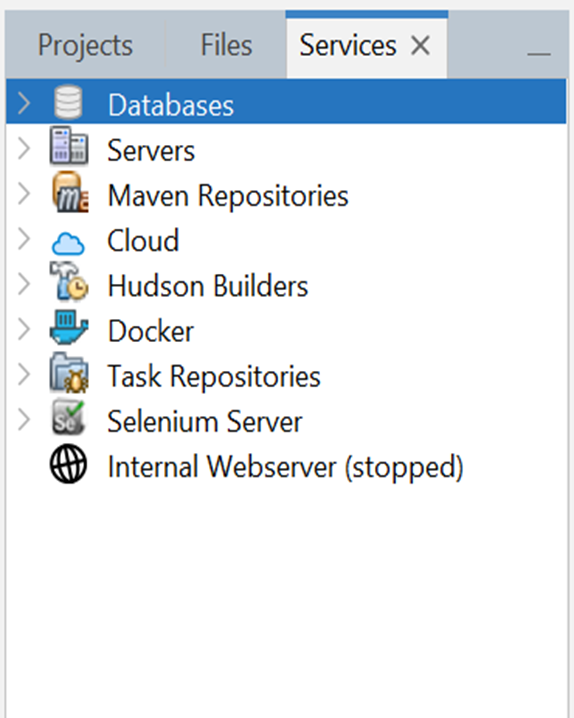 Projects Files Services
Databases
Servers
Maven Repositories
Cloud
Hudson Builders
Docker
Task Repositories
Selenium Server
Internal Webserver (stopped)